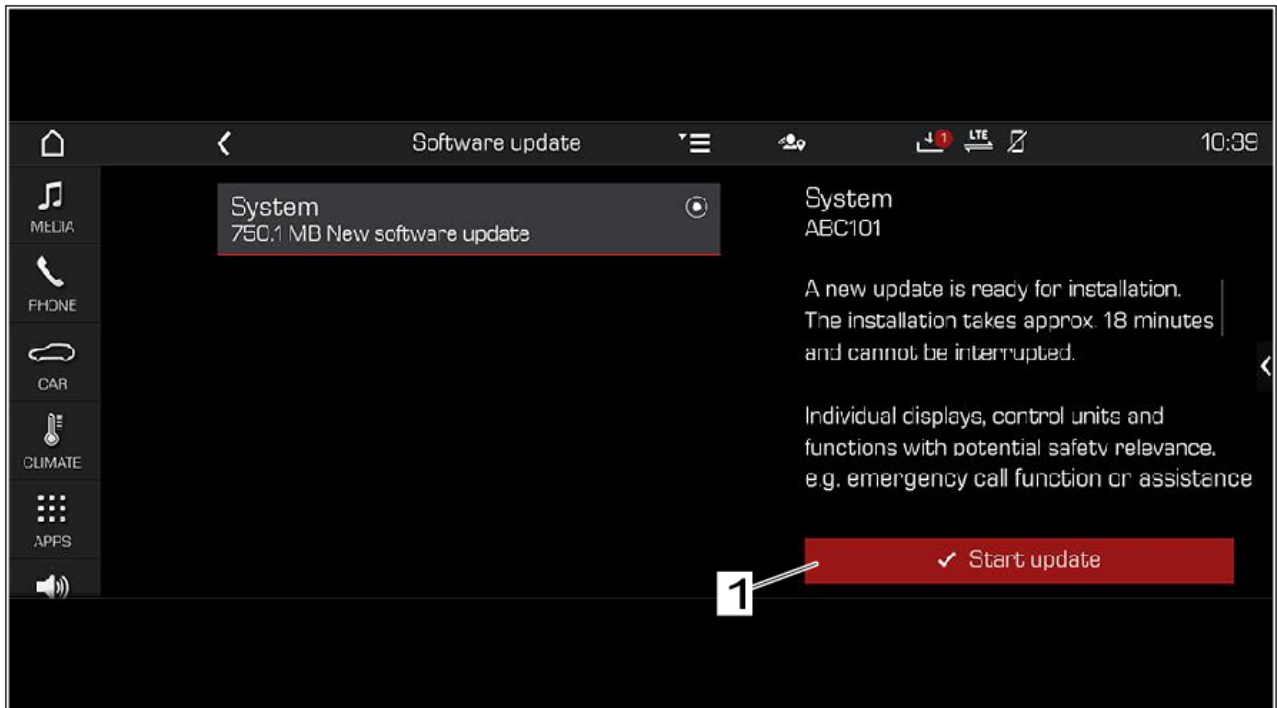 Software update
1
LTE
10:39
MEDIA
PHONE
CAR
CLIMATE
APPS
System
750.1 MB New software update
System
ABC101
A new update is ready for installation.
The installation takes approx. 18 minutes
and cannot be interrupted.
Individual displays, control units and
functions with potential safety relevance,
e.g. emergency call function or assistance
✓ Start update
1